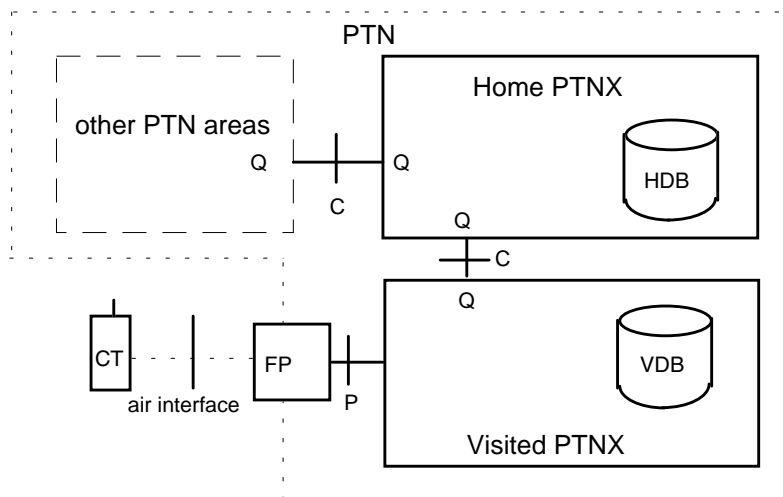 PTN
Home PTNX
other PTN areas
Q
Q
C
HDB
Q
C
Q
CT
FP
P
VDB
air interface
Visited PTNX